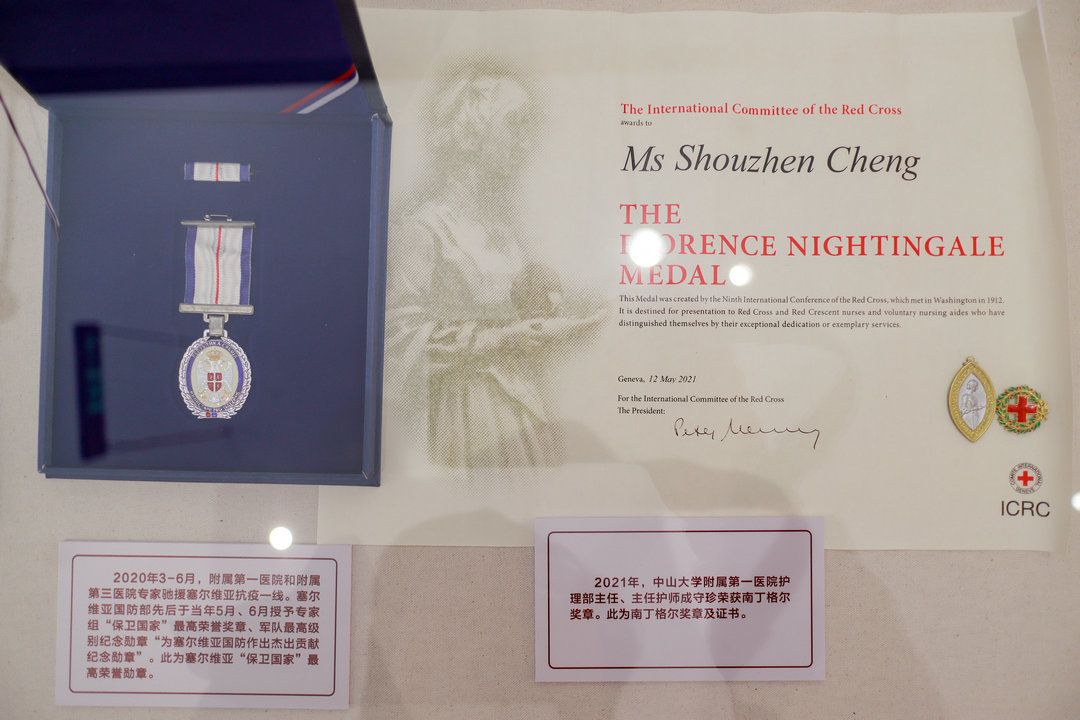 The International Committee of the Red Cross
awards to
Ms Shouzhen Cheng
THE
FLORENCE NIGHTINGALE
MEDAL
This Medal was created by the Ninth International Conference of the Red Cross, which met in Washington in 1912.
It is destined for presentation to Red Cross and Red Crescent nurses and voluntary nursing aides who have
distinguished themselves by their exceptional dedication or exemplary services.
Geneva, 12 May 2021
For the International Committee of the Red Cross
The President:
COMITE INTERNATIONAL GENEVE
ICRC
2020年3-6月，附属第一医院和附属
第三医院专家驰援塞尔维亚抗疫一线。塞尔
维亚国防部先后于当年5月、6月授予专家
组“保卫国家”最高荣誉奖章、军队最高级
别纪念勋章“为塞尔维亚国防作出杰出贡献
纪念勋章”。此为塞尔维亚“保卫国家”最
高荣誉勋章。
2021年，中山大学附属第一医院护
理部主任、主任护师成守珍荣获南丁格尔
奖章。此为南丁格尔奖章及证书。